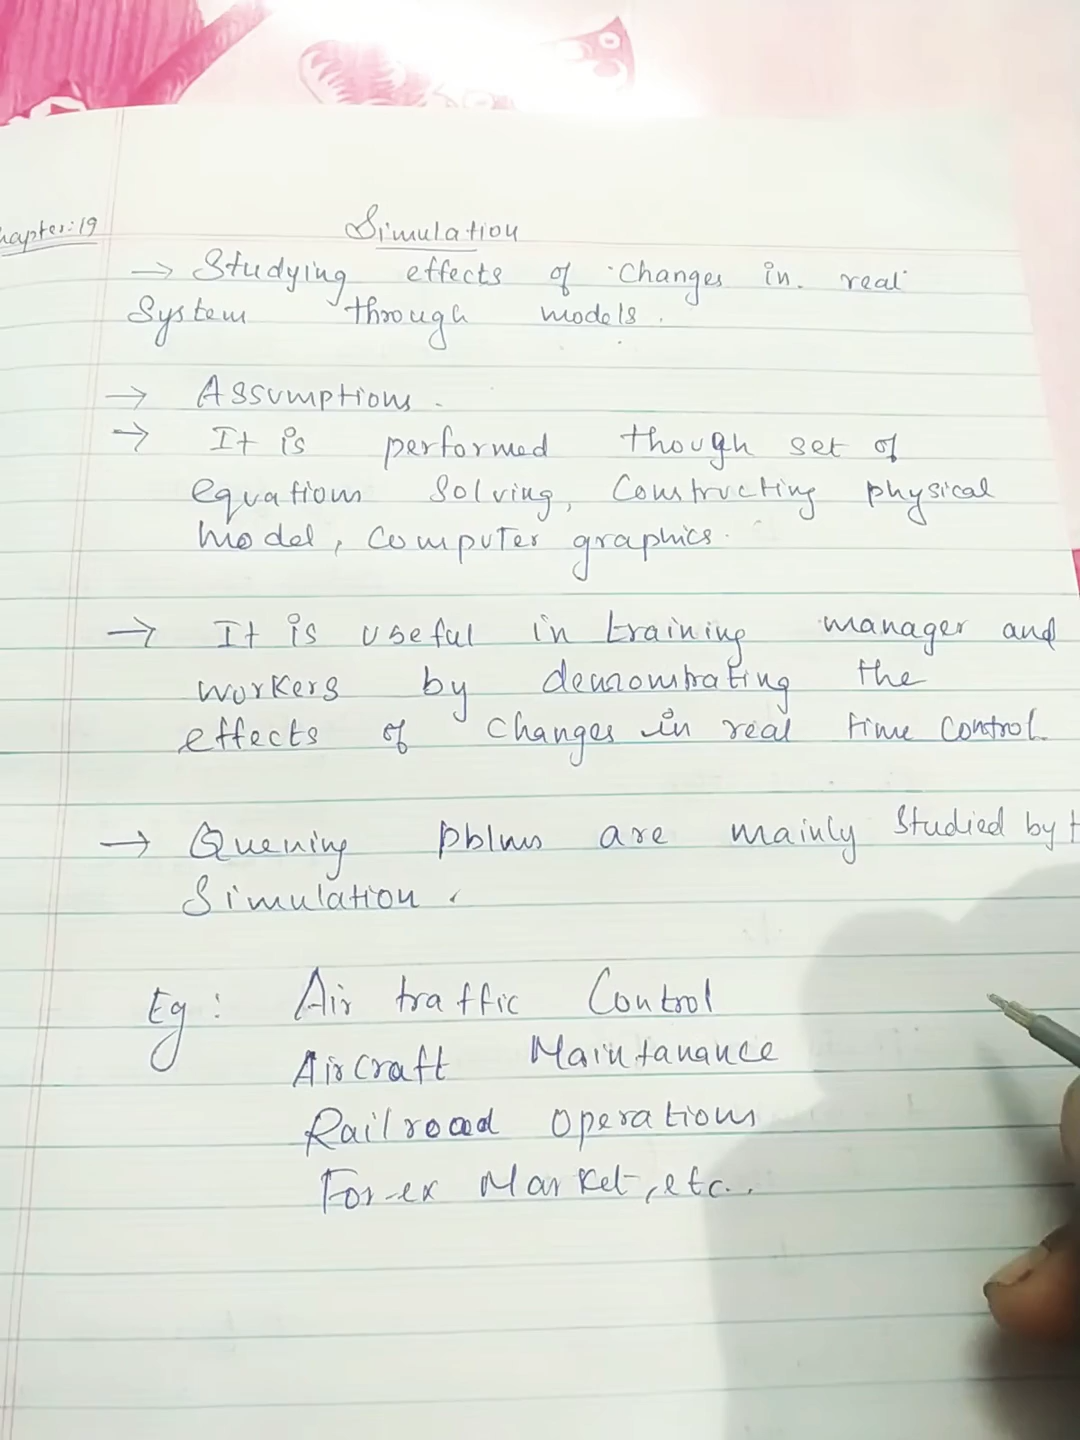 Chapter:19
Simulation
→ Studying effects of changes in real
System through models.
→ Assumptions.
→ It is performed though set of
equations Solving, Constructing physical
model, computer graphics.
→ It is useful in training manager and
workers by demzombrating the
effects of changes in real time control.
→ Quening pblms are mainly Studied by
Simulation.
Eg: Air traffic Control
Aircraft Maintanance
Railroad operations
For-ex Market, etc..